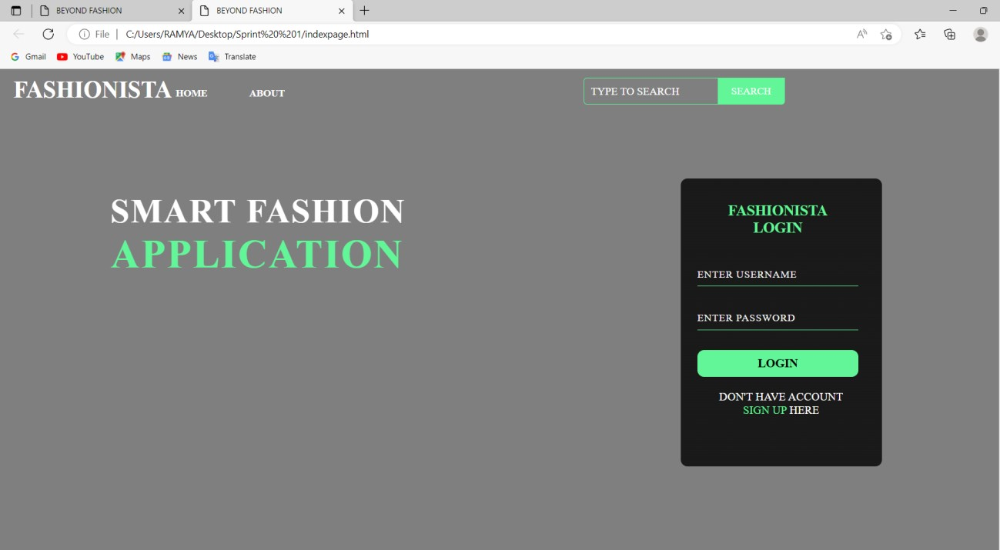 BEYOND FASHION
BEYOND FASHION
File
C:/Users/RAMYA/Desktop/Sprint%20%201/indexpage.html
Gmail YouTube Maps News Translate
FASHIONISTA HOME ABOUT
TYPE TO SEARCH SEARCH
SMART FASHION
APPLICATION
FASHIONISTA
LOGIN
ENTER USERNAME
ENTER PASSWORD
LOGIN
DON'T HAVE ACCOUNT
SIGN UP HERE